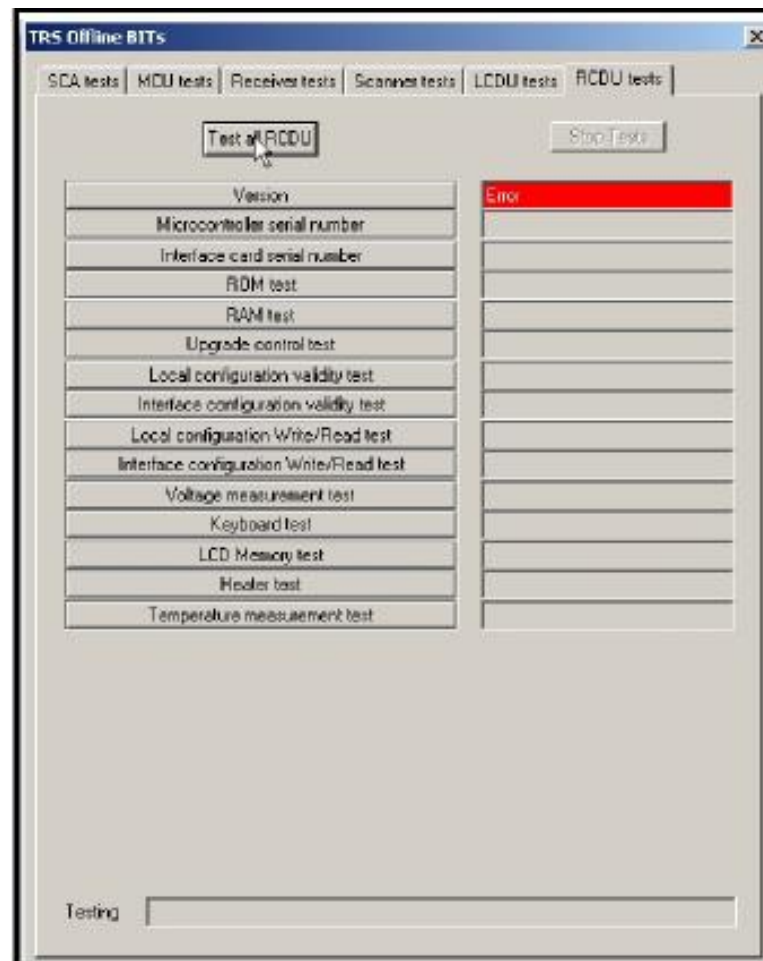 TRS Offline BITs
SCA tests MCU tests Receiver tests Scanner tests LCDU tests RCDU tests
Test all RCDU Stop Tests
Version Error
Microcontroller serial number
Interface card serial number
ROM test
RAM test
Upgrade control test
Local configuration validity test
Interface configuration validity test
Local configuration Write/Read test
Interface configuration Write/Read test
Voltage measurement test
Keyboard test
LCD Memory test
Heater test
Temperature measurement test
Testing